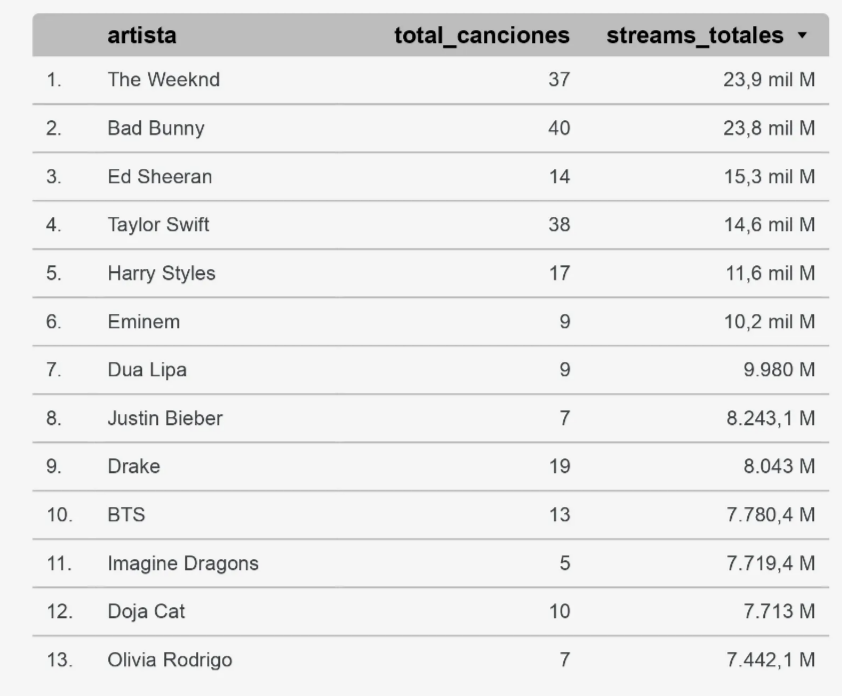 artista total_canciones streams_totales
1. The Weeknd 37 23,9 mil M
2. Bad Bunny 40 23,8 mil M
3. Ed Sheeran 14 15,3 mil M
4. Taylor Swift 38 14,6 mil M
5. Harry Styles 17 11,6 mil M
6. Eminem 9 10,2 mil M
7. Dua Lipa 9 9.980 M
8. Justin Bieber 7 8.243,1 M
9. Drake 19 8.043 M
10. BTS 13 7.780,4 M
11. Imagine Dragons 5 7.719,4 M
12. Doja Cat 10 7.713 M
13. Olivia Rodrigo 7 7.442,1 M